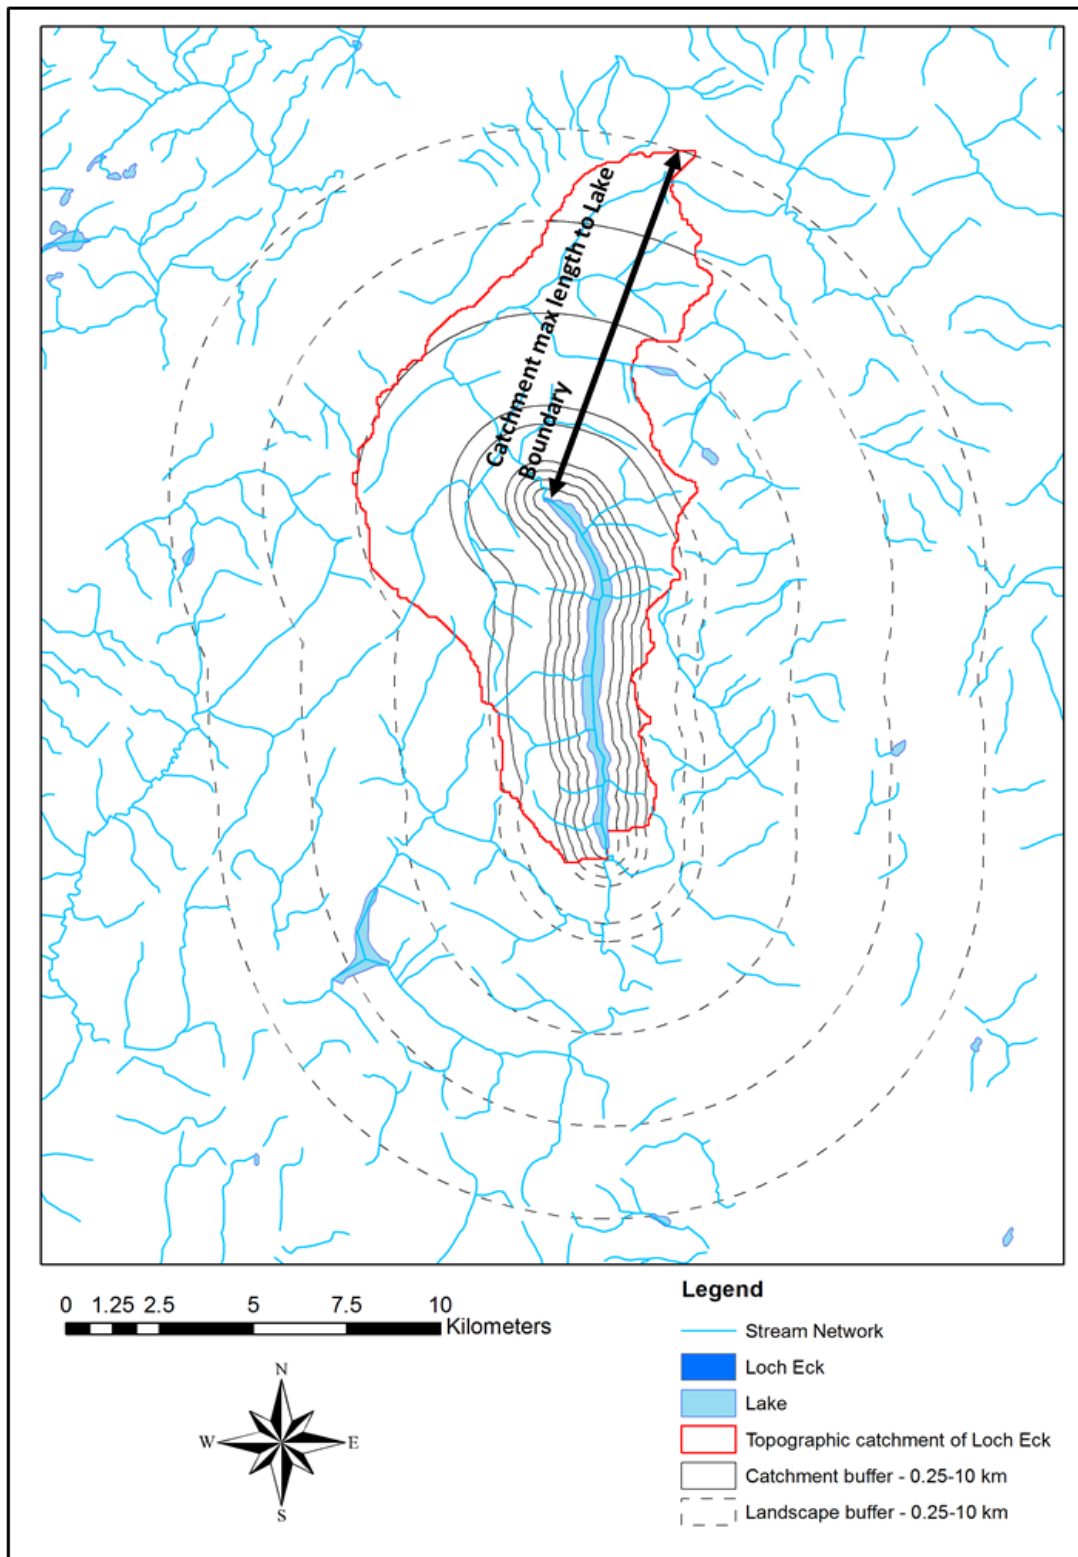 Catchment max length to Lake
Boundary
0 1.25 2.5 5 7.5 10
Kilometers
N
W E
S
Legend
Stream Network
Loch Eck
Lake
Topographic catchment of Loch Eck
Catchment buffer - 0.25-10 km
Landscape buffer - 0.25-10 km